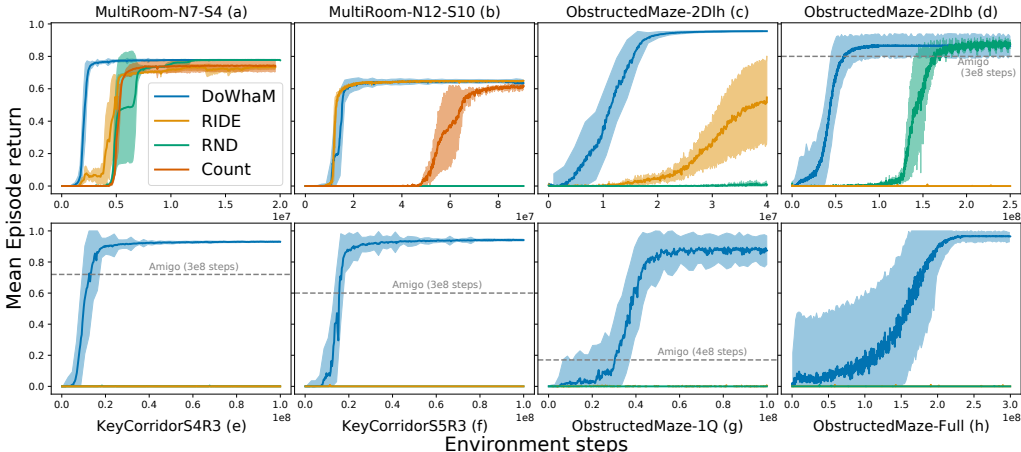 MultiRoom-N7-S4 (a)
MultiRoom-N12-S10 (b)
ObstructedMaze-2Dlh (c)
ObstructedMaze-2Dlhb (d)
Mean Episode return
1.0
0.8
0.6
0.4
0.2
0.0
DoWhaM
RIDE
RND
Count
Amigo
(3e8 steps)
0.0 0.5 1.0 1.5 2.0
1e7
0 2 4 6 8
1e7
0 1 2 3 4
1e7
0.0 0.5 1.0 1.5 2.0 2.5
1e8
1.0
0.8
0.6
0.4
0.2
0.0
Amigo (3e8 steps)
Amigo (3e8 steps)
Amigo (4e8 steps)
0.0 0.2 0.4 0.6 0.8 1.0
1e8
0.0 0.2 0.4 0.6 0.8 1.0
1e8
0.0 0.2 0.4 0.6 0.8 1.0
1e8
0.0 0.5 1.0 1.5 2.0 2.5 3.0
1e8
KeyCorridorS4R3 (e)
KeyCorridorS5R3 (f)
ObstructedMaze-1Q (g)
ObstructedMaze-Full (h)
Environment steps